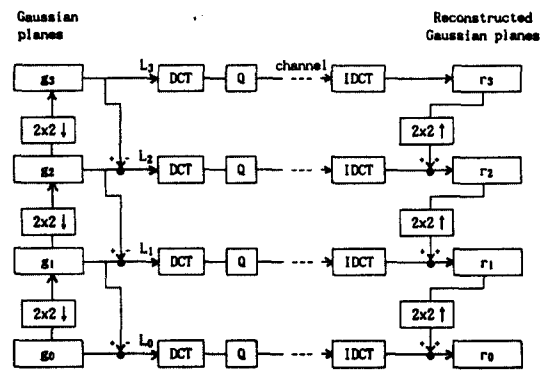 Gaussian planes
Reconstructed Gaussian planes
g3 L3 DCT Q channel IDCT r3
2x2↓ 2x2↑
+ - + +
g2 L2 DCT Q IDCT r2
2x2↓ 2x2↑
+ - + +
g1 L1 DCT Q IDCT r1
2x2↓ 2x2↑
+ - + +
g0 L0 DCT Q IDCT r0